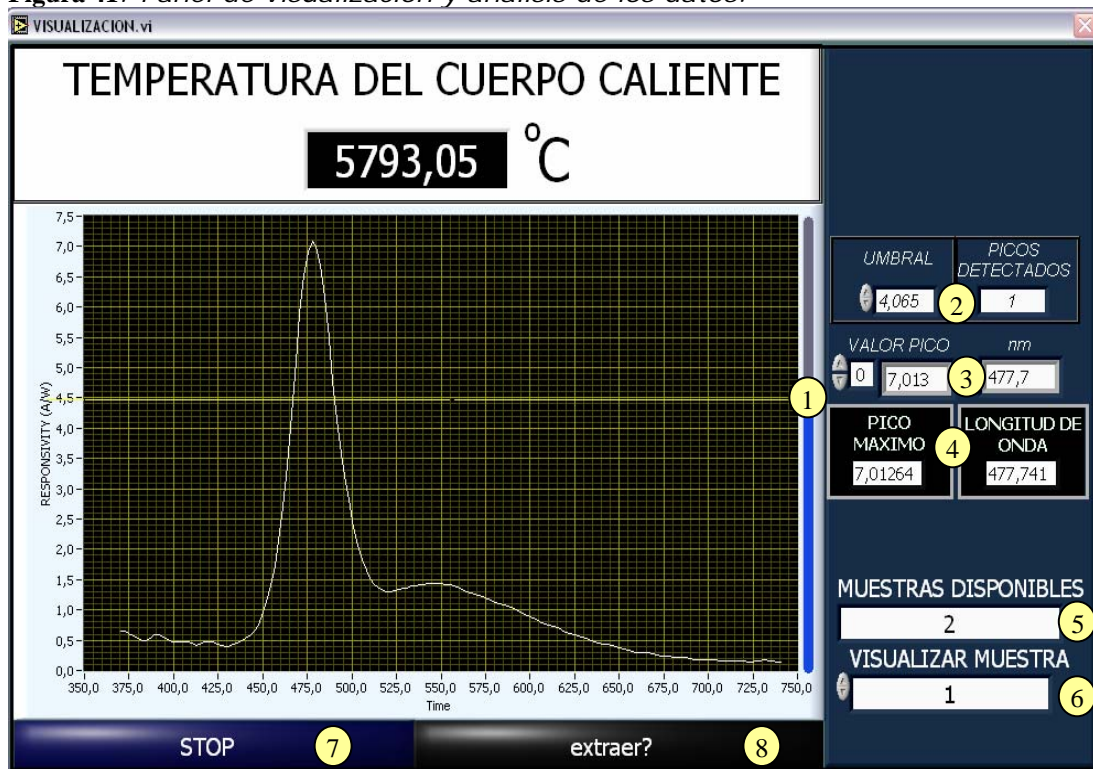 Figura 41. Panel de visualización y análisis de los datos.
VISUALIZACION.vi
TEMPERATURA DEL CUERPO CALIENTE
5793,05 °C
7,5
7,0
6,5
6,0
5,5
5,0
4,5
4,0
3,5
3,0
2,5
2,0
1,5
1,0
0,5
0,0
RESPONSIVITY (A/W)
350,0 375,0 400,0 425,0 450,0 475,0 500,0 525,0 550,0 575,0 600,0 625,0 650,0 675,0 700,0 725,0 750,0
Time
1
UMBRAL
4,065
2
PICOS
DETECTADOS
1
VALOR PICO
0 7,013
3
nm
477,7
PICO
MAXIMO
7,01264
4
LONGITUD DE
ONDA
477,741
MUESTRAS DISPONIBLES
2
5
VISUALIZAR MUESTRA
1
6
STOP
7
extraer?
8